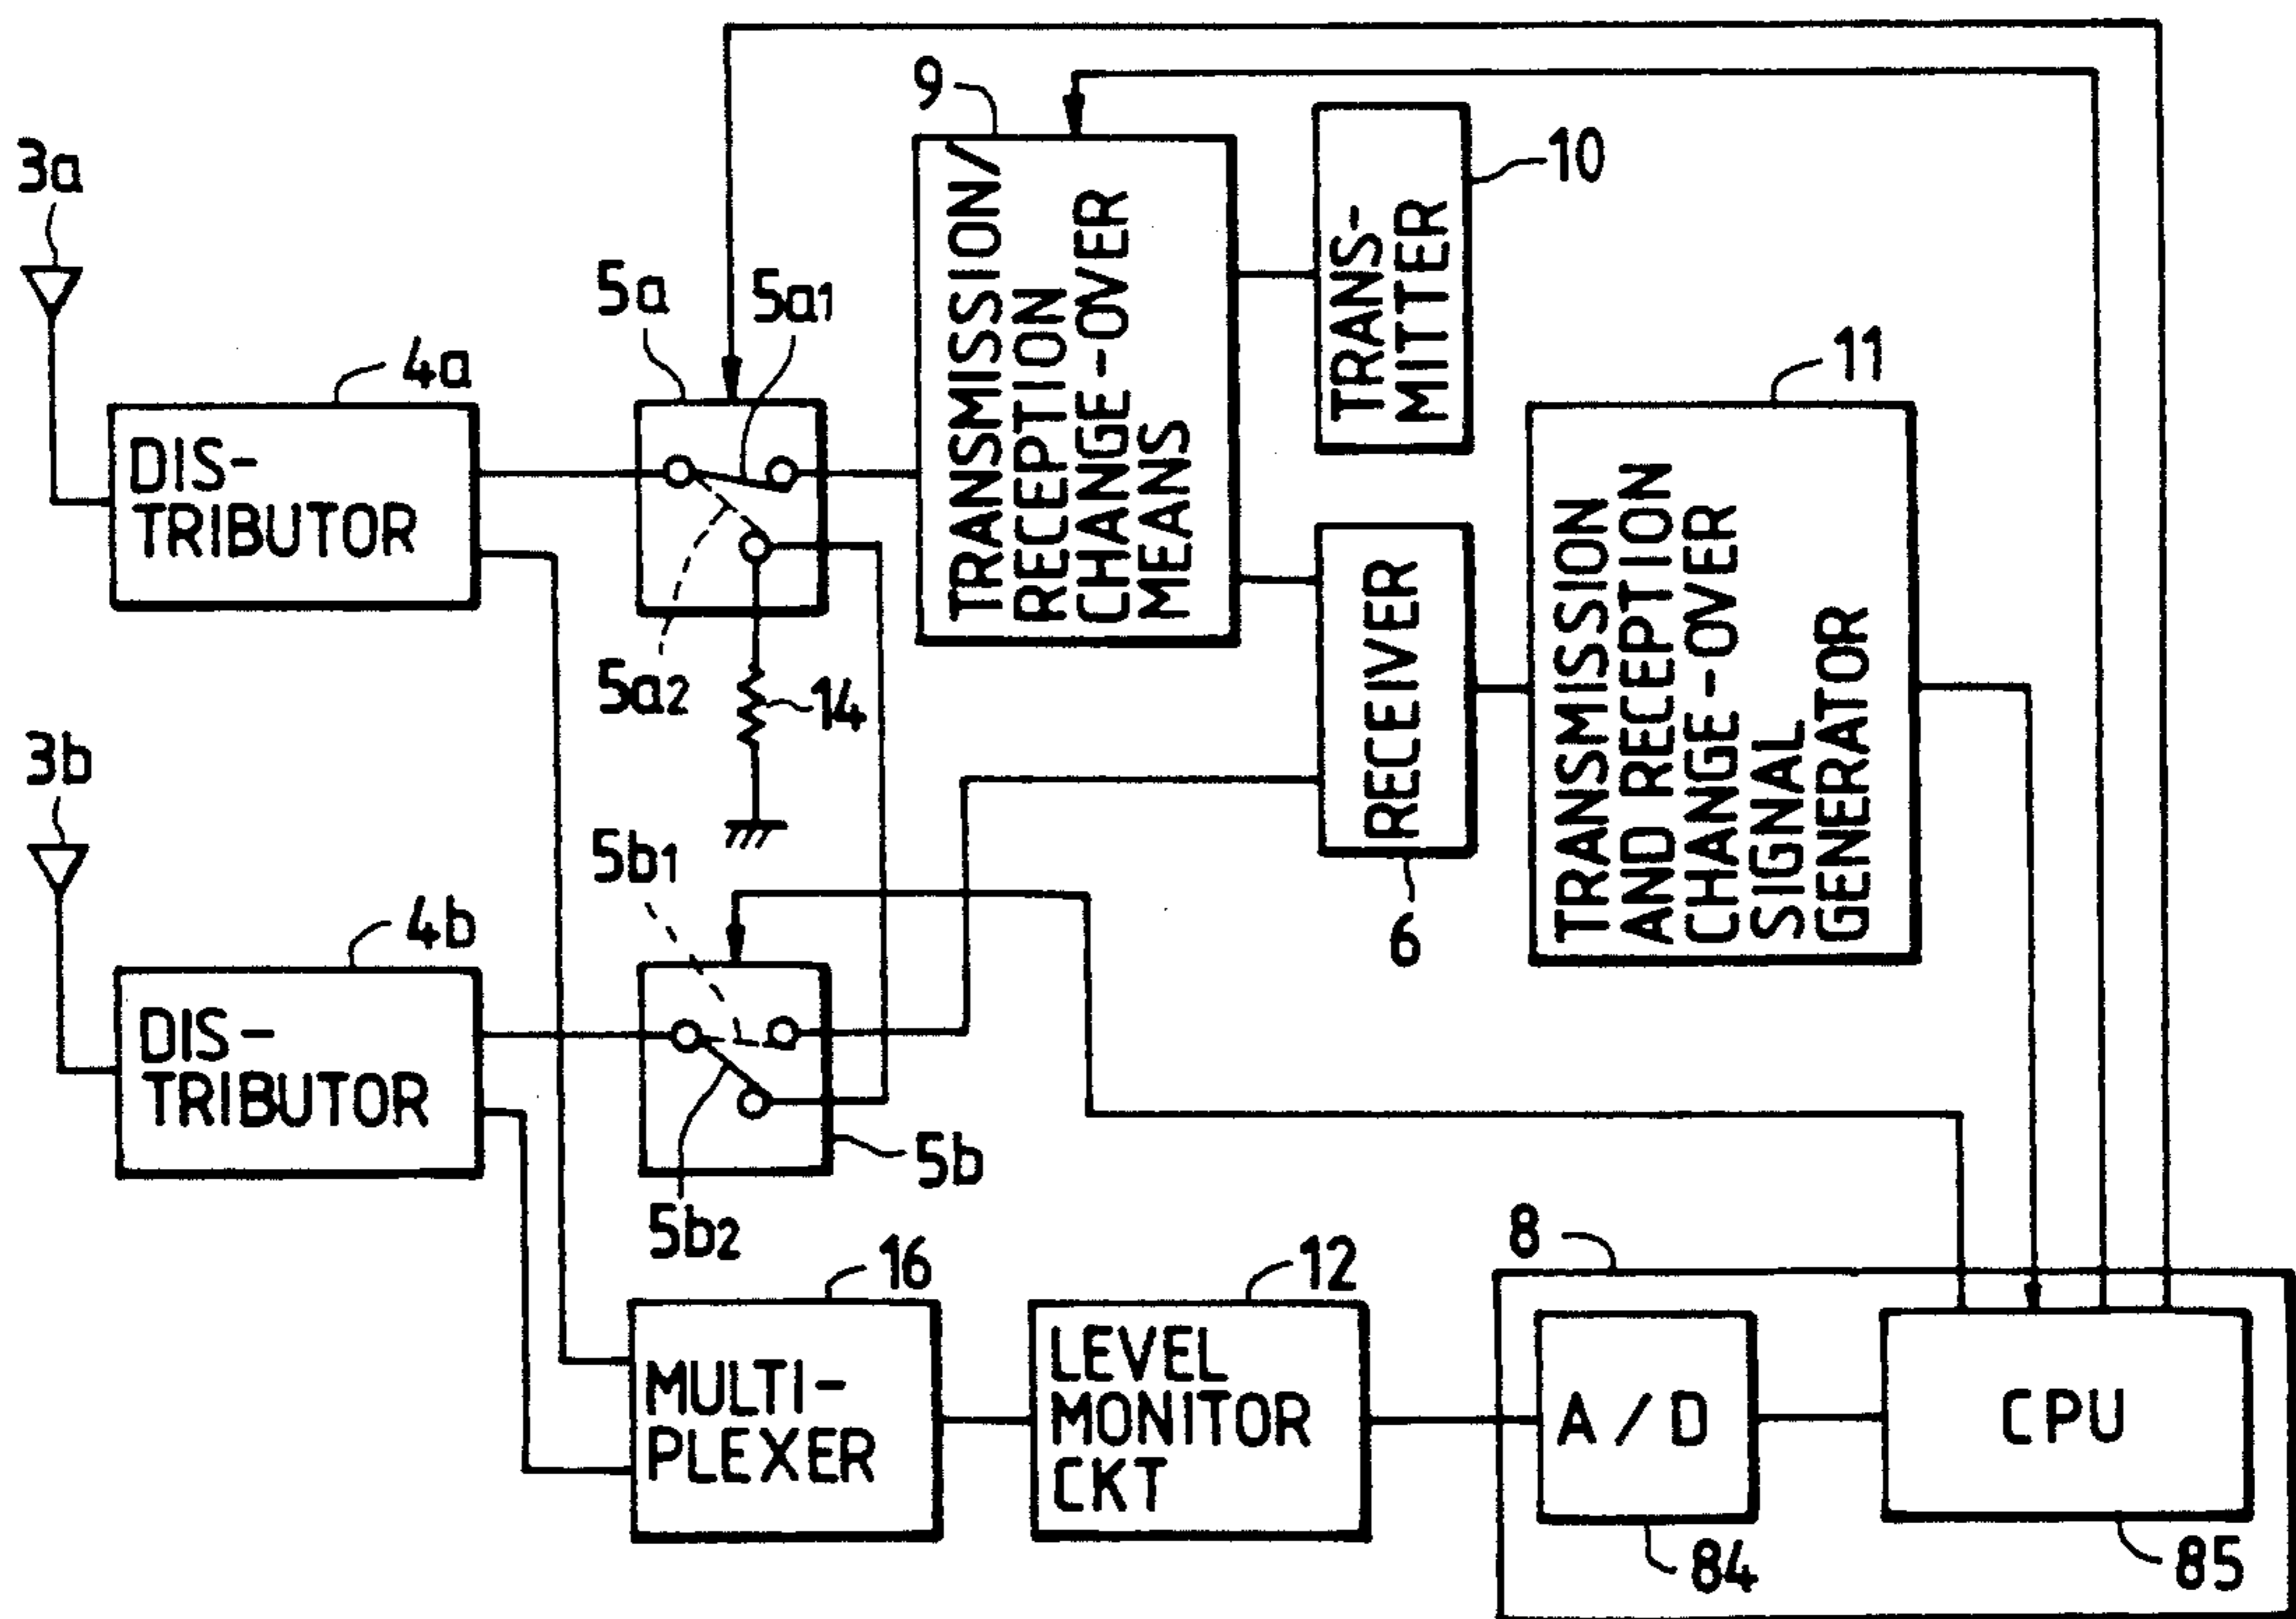 9
3a
10
5a
5a1
4a
11
DIS-
TRIBUTOR
TRANSMISSION/
RECEPTION
CHANGE-OVER
MEANS
TRANS-
MITTER
5a2
14
RECEIVER
6
TRANSMISSION
AND RECEPTION
CHANGE-OVER
SIGNAL
GENERATOR
3b
5b1
4b
DIS-
TRIBUTOR
5b
5b2
16
12
8
MULTI-
PLEXER
LEVEL
MONITOR
CKT
A/D
CPU
84
85